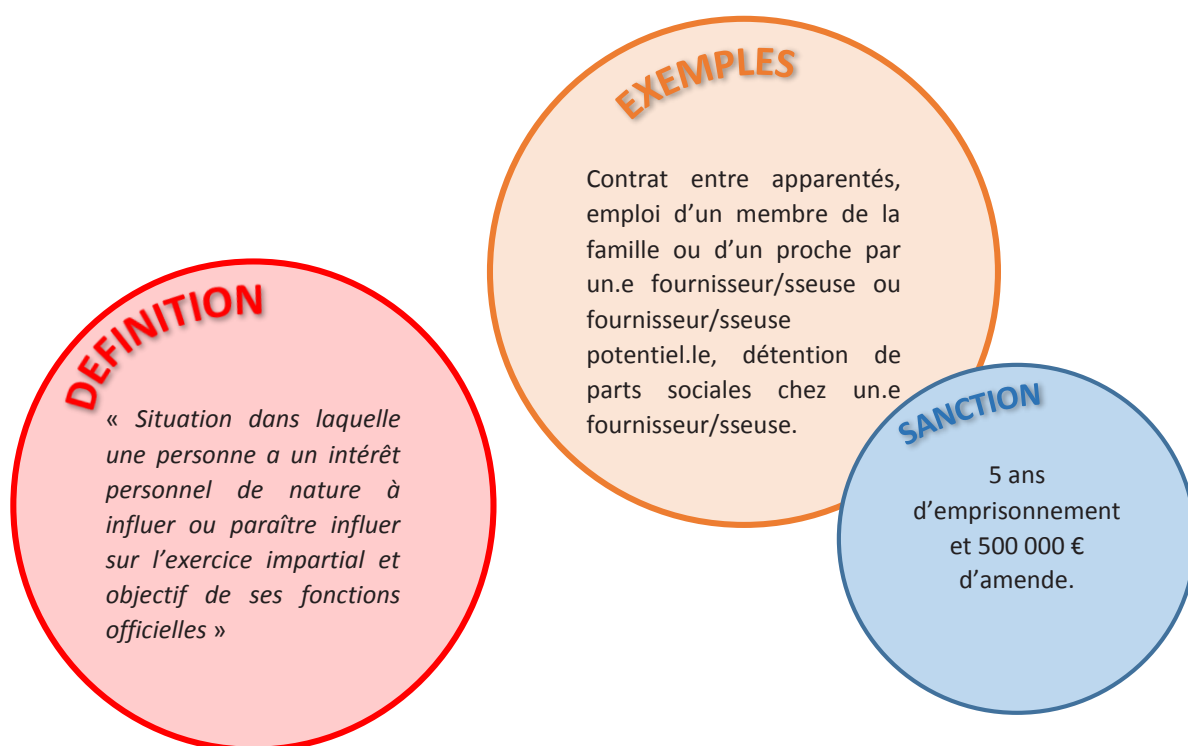 EXEMPLES
Contrat entre apparentés,
emploi d’un membre de la
famille ou d’un proche par
un.e fournisseur/sseuse ou
fournisseur/sseuse
potentiel.le, détention de
parts sociales chez un.e
fournisseur/sseuse.
DEFINITION
« Situation dans laquelle
une personne a un intérêt
personnel de nature à
influer ou paraître influer
sur l’exercice impartial et
objectif de ses fonctions
officielles »
SANCTION
5 ans
d’emprisonnement
et 500 000 €
d’amende.